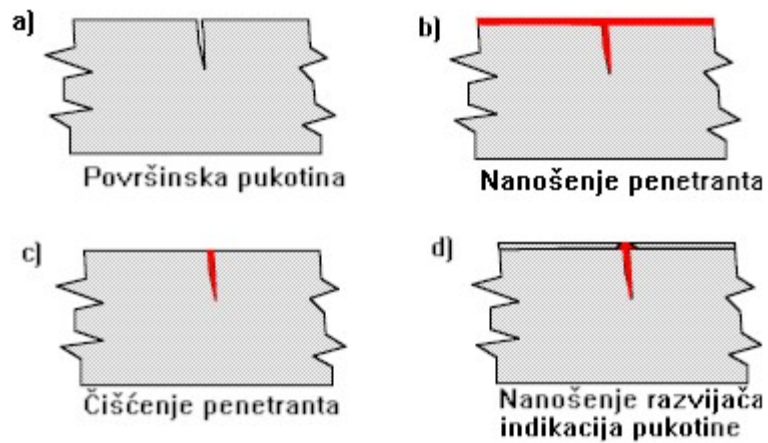 a)
Površinska pukotina
b)
Nanošenje penetranta
c)
Čišćenje penetranta
d)
Nanošenje razvijača
indikacija pukotine